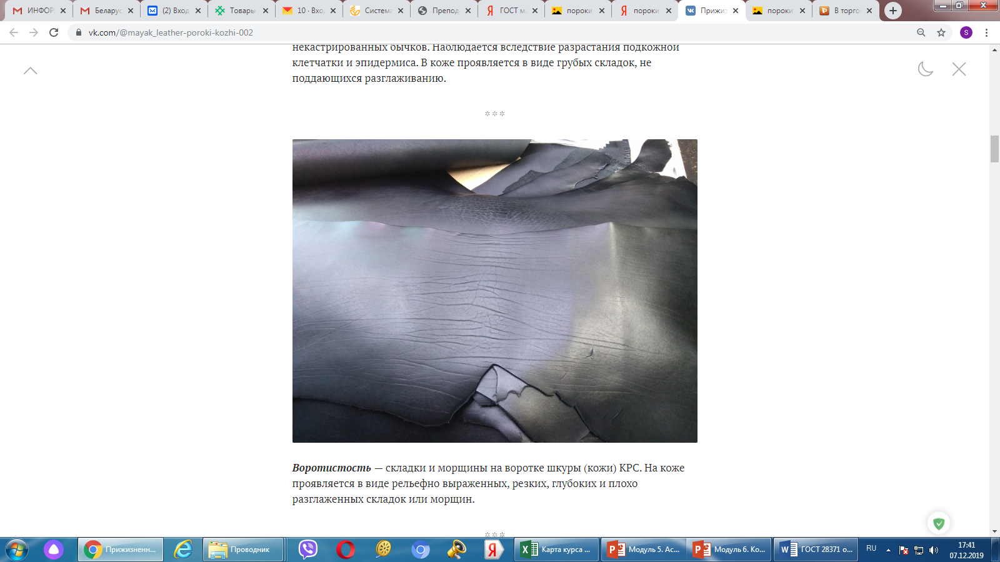 ИНФОР
Беларус
(2) Вход
Товары
10 · Вхо
Система
Препод
ГОСТ ма
пороки
пороки
Прижиз
пороки
В торго
vk.com/@mayak_leather-poroki-kozhi-002
S
некастрированных бычков. Наблюдается вследствие разрастания подкожной
клетчатки и эпидермиса. В коже проявляется в виде грубых складок, не
поддающихся разглаживанию.
***
Воротистость — складки и морщины на воротке шкуры (кожи) КРС. На коже
проявляется в виде рельефно выраженных, резких, глубоких и плохо
разглаженных складок или морщин.
***
Прижизненн...
Проводник
Карта курса ...
Модуль 5. Ас...
Модуль 6. Ко...
ГОСТ 28371 о...
RU
17:41
07.12.2019